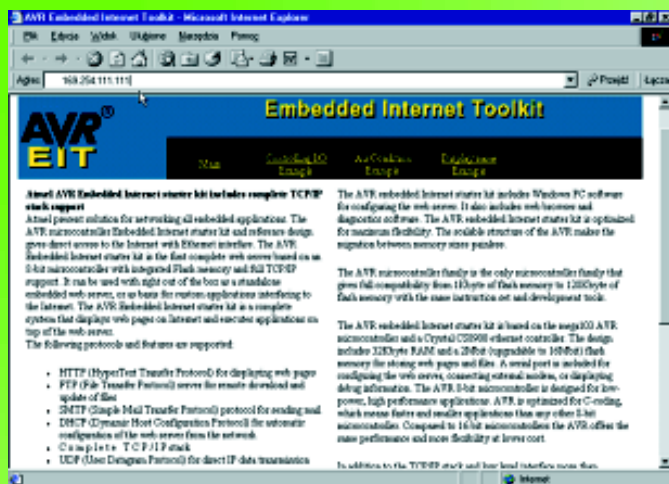 AVR Embedded Internet Toolkit - Microsoft Internet Explorer
Plik Edycja Widok Ulubione Narzędzia Pomoc
Adres 169.254.111.111 Przejdź Łącza
AVR®
EIT
Embedded Internet Toolkit
Main Controlling I/O Example Air Condition Example Employment Example
Atmel AVR Embedded Internet starter kit includes complete TCP/IP
stack support
Atmel present solution for networking all embedded applications. The
AVR microcontroller Embedded Internet starter kit and reference design
gives direct access to the Internet with Ethernet interface. The AVR
Embedded Internet starter kit is the first complete web server based on an
8-bit microcontroller with integrated Flash memory and full TCP/IP
support. It can be used with right out of the box as a standalone
embedded web server, or as basis for custom applications interfacing to
the Internet. The AVR Embedded Internet starter kit is a complete
system that displays web pages on Internet and executes applications on
top of the web server.
The following protocols and features are supported:
• HTTP (HyperText Transfer Protocol) for displaying web pages
• FTP (File Transfer Protocol) server for remote download and
update of files
• SMTP (Simple Mail Transfer Protocol) protocol for sending mail
• DHCP (Dynamic Host Configuration Protocol) for automatic
configuration of the web server from the network
• Complete TCP/IP stack
• UDP (User Datagram Protocol) for direct IP data transmission
The AVR embedded Internet starter kit includes Windows PC software
for configuring the web server. It also includes web browser and
diagnostics software. The AVR embedded Internet starter kit is optimized
for maximum flexibility. The scalable structure of the AVR makes the
migration between memory sizes painless.
The AVR microcontroller family is the only microcontroller family that
gives full compatibility from 1Kbyte of flash memory to 128Kbyte of
flash memory with the same instruction set and development tools.
The AVR embedded Internet starter kit is based on the mega103 AVR
microcontroller and a Crystal CS8900 ethernet controller. The design
includes 32Kbyte RAM and a 2Mbit (upgradable to 16Mbit) flash
memory for storing web pages and files. A serial port is included for
configuring the web server, connecting external modem, or displaying
debug information. The AVR 8-bit microcontroller is designed for low-
power, high performance applications. AVR is optimized for C-coding,
which means faster and smaller applications than any other 8-bit
microcontroller. Compared to 16 bit microcontrollers the AVR offers the
same performance and more flexibility at lower cost.
In addition to the TCP/IP stack and low level interface more than
Internet